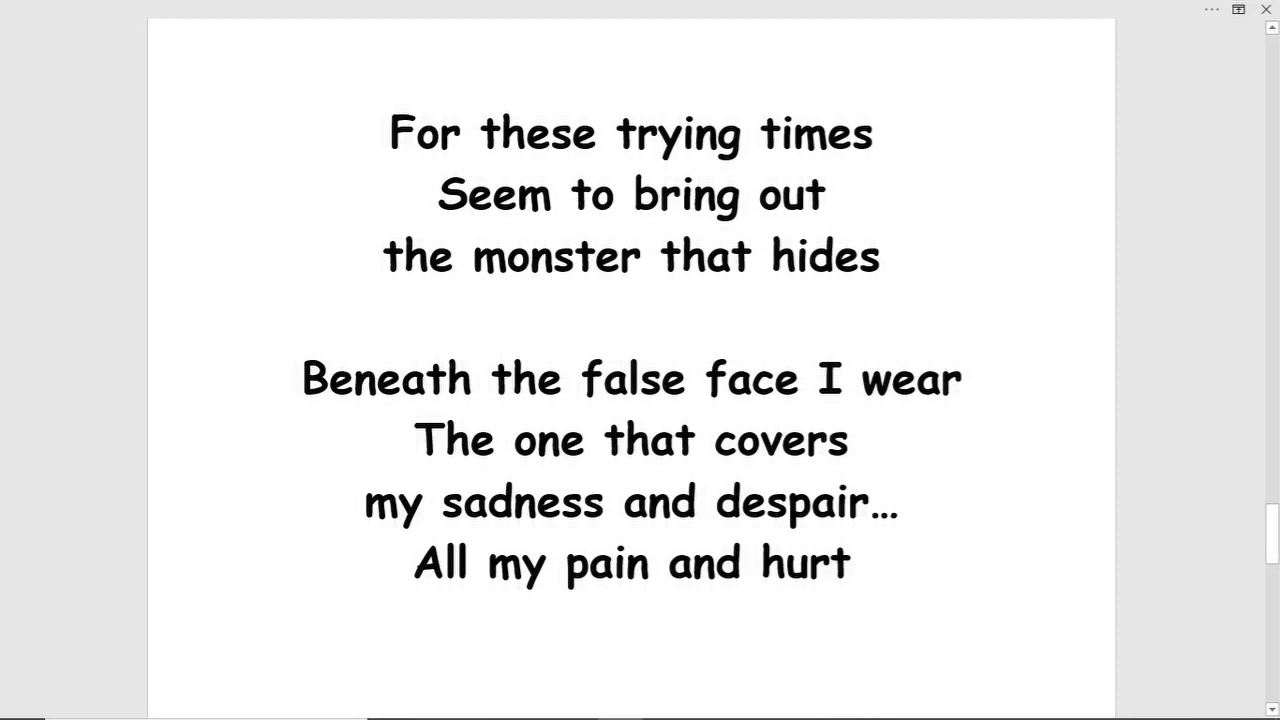 For these trying times
Seem to bring out
the monster that hides
Beneath the false face I wear
The one that covers
my sadness and despair...
All my pain and hurt